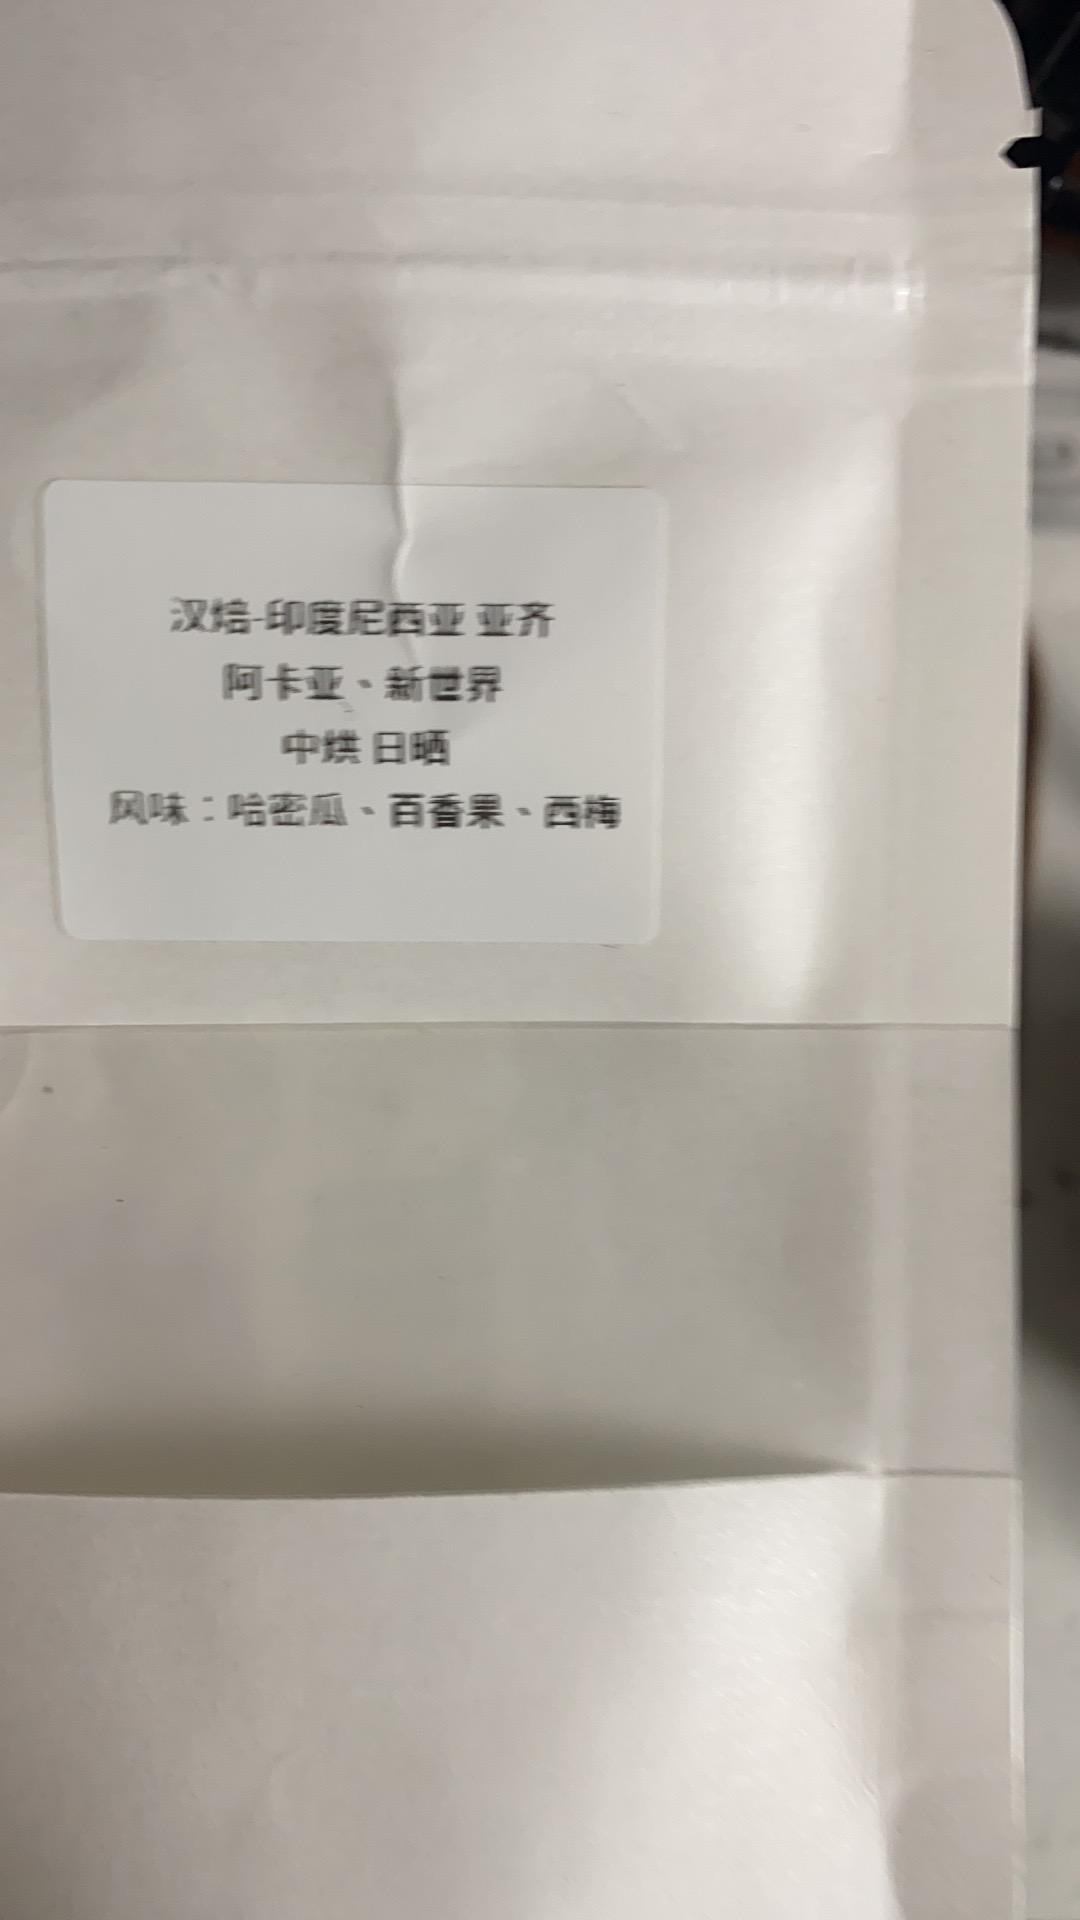 汉焙-印度尼西亚 亚齐
阿卡亚、新世界
中烘 日晒
风味：哈密瓜、百香果、西梅